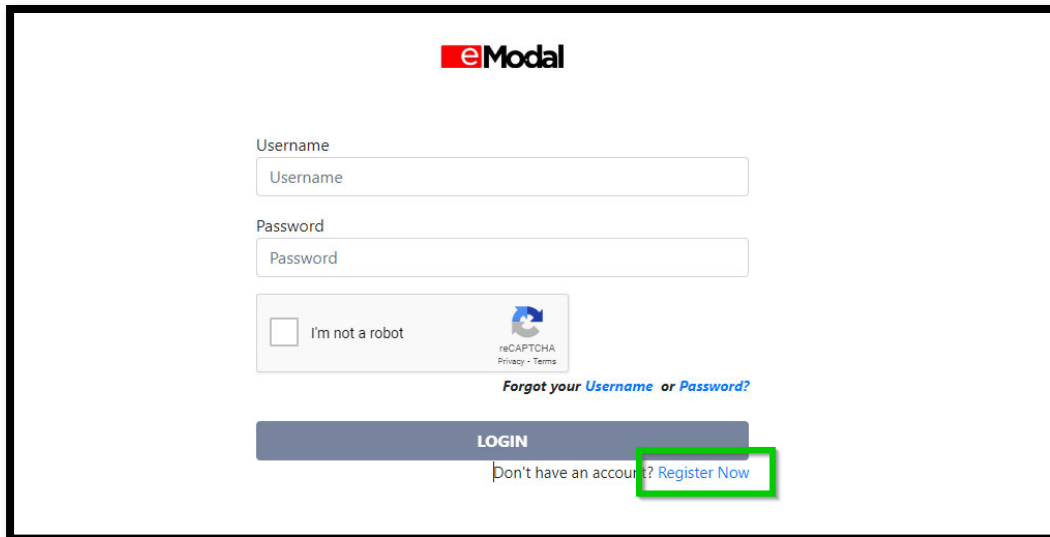 eModal
Username
Username
Password
Password
I'm not a robot
reCAPTCHA
Privacy - Terms
Forgot your Username or Password?
LOGIN
Don't have an account? Register Now